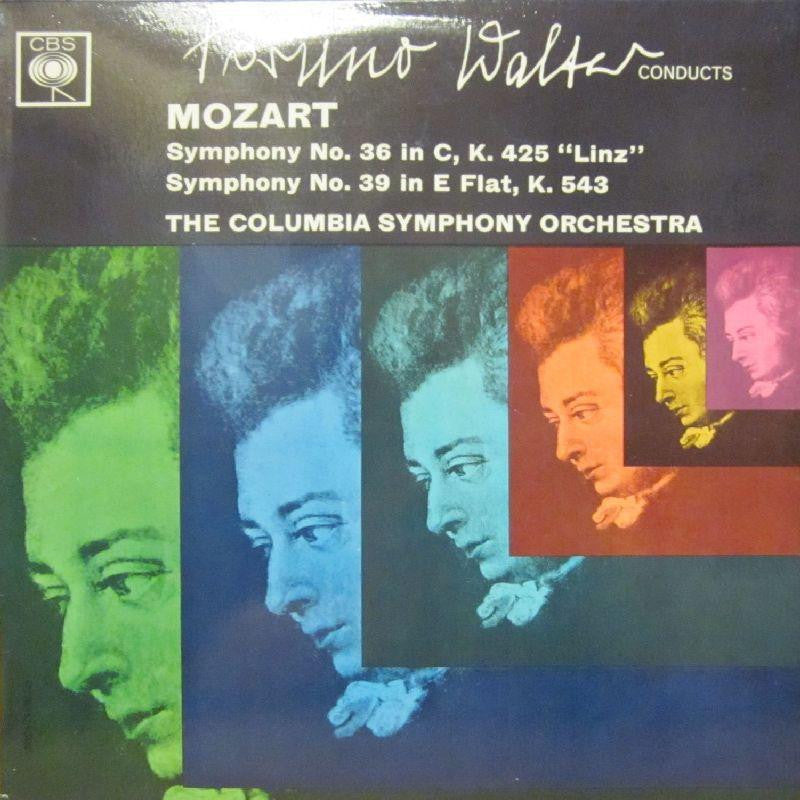 CBS
Bruno Walter CONDUCTS
MOZART
Symphony No. 36 in C, K. 425 “Linz”
Symphony No. 39 in E Flat, K. 543
THE COLUMBIA SYMPHONY ORCHESTRA